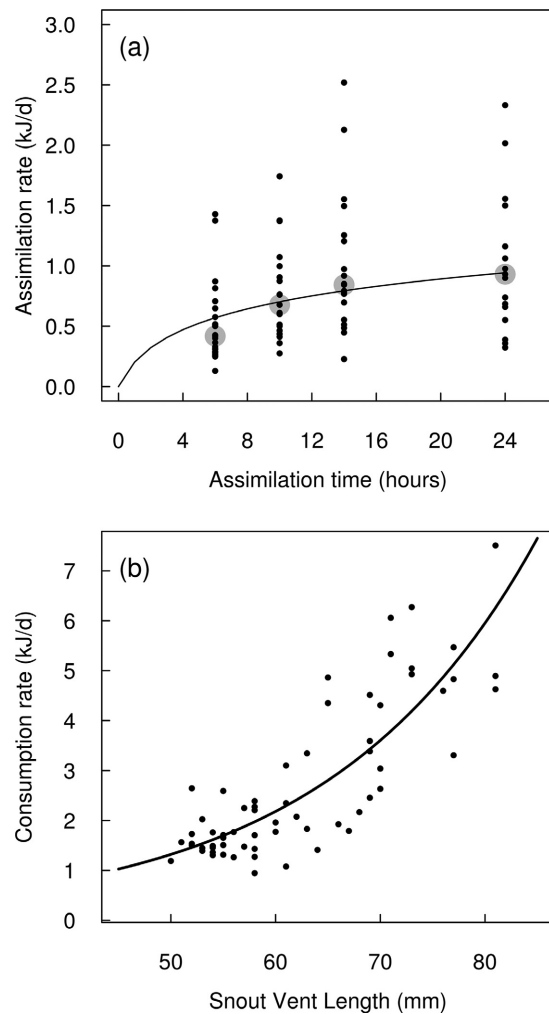 (a)
Assimilation rate (kJ/d)
3.0
2.5
2.0
1.5
1.0
0.5
0.0
0 4 8 12 16 20 24
Assimilation time (hours)
(b)
Consumption rate (kJ/d)
7
6
5
4
3
2
1
0
50 60 70 80
Snout Vent Length (mm)